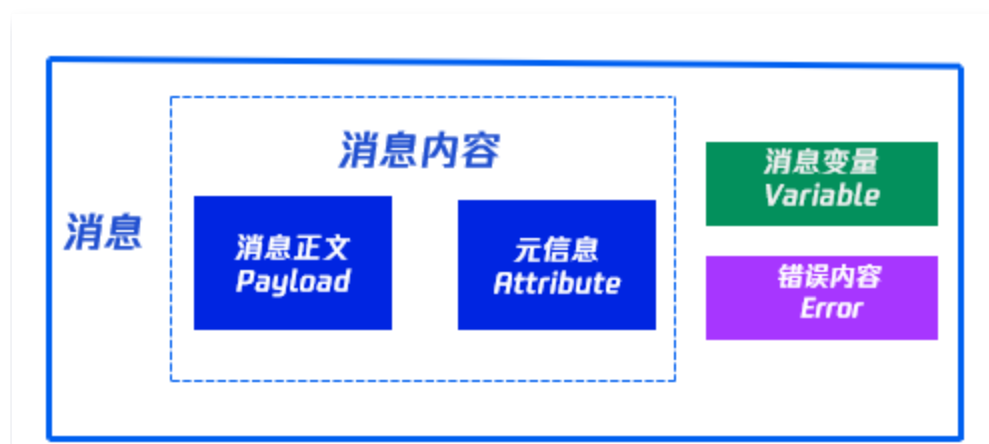 消息
消息内容
消息正文
Payload
元信息
Attribute
消息变量
Variable
错误内容
Error